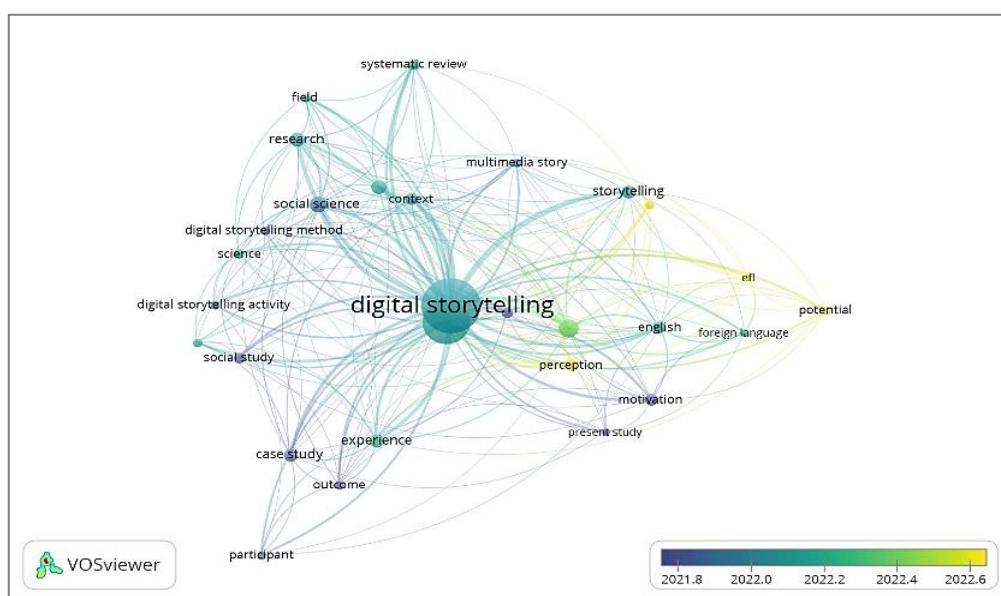 systematic review
field
research
multimedia story
storytelling
social science
context
digital storytelling method
science
efl
digital storytelling activity
digital storytelling
potential
english
foreign language
social study
perception
motivation
present study
experience
case study
outcome
participant
VOSviewer
2021.8 2022.0 2022.2 2022.4 2022.6